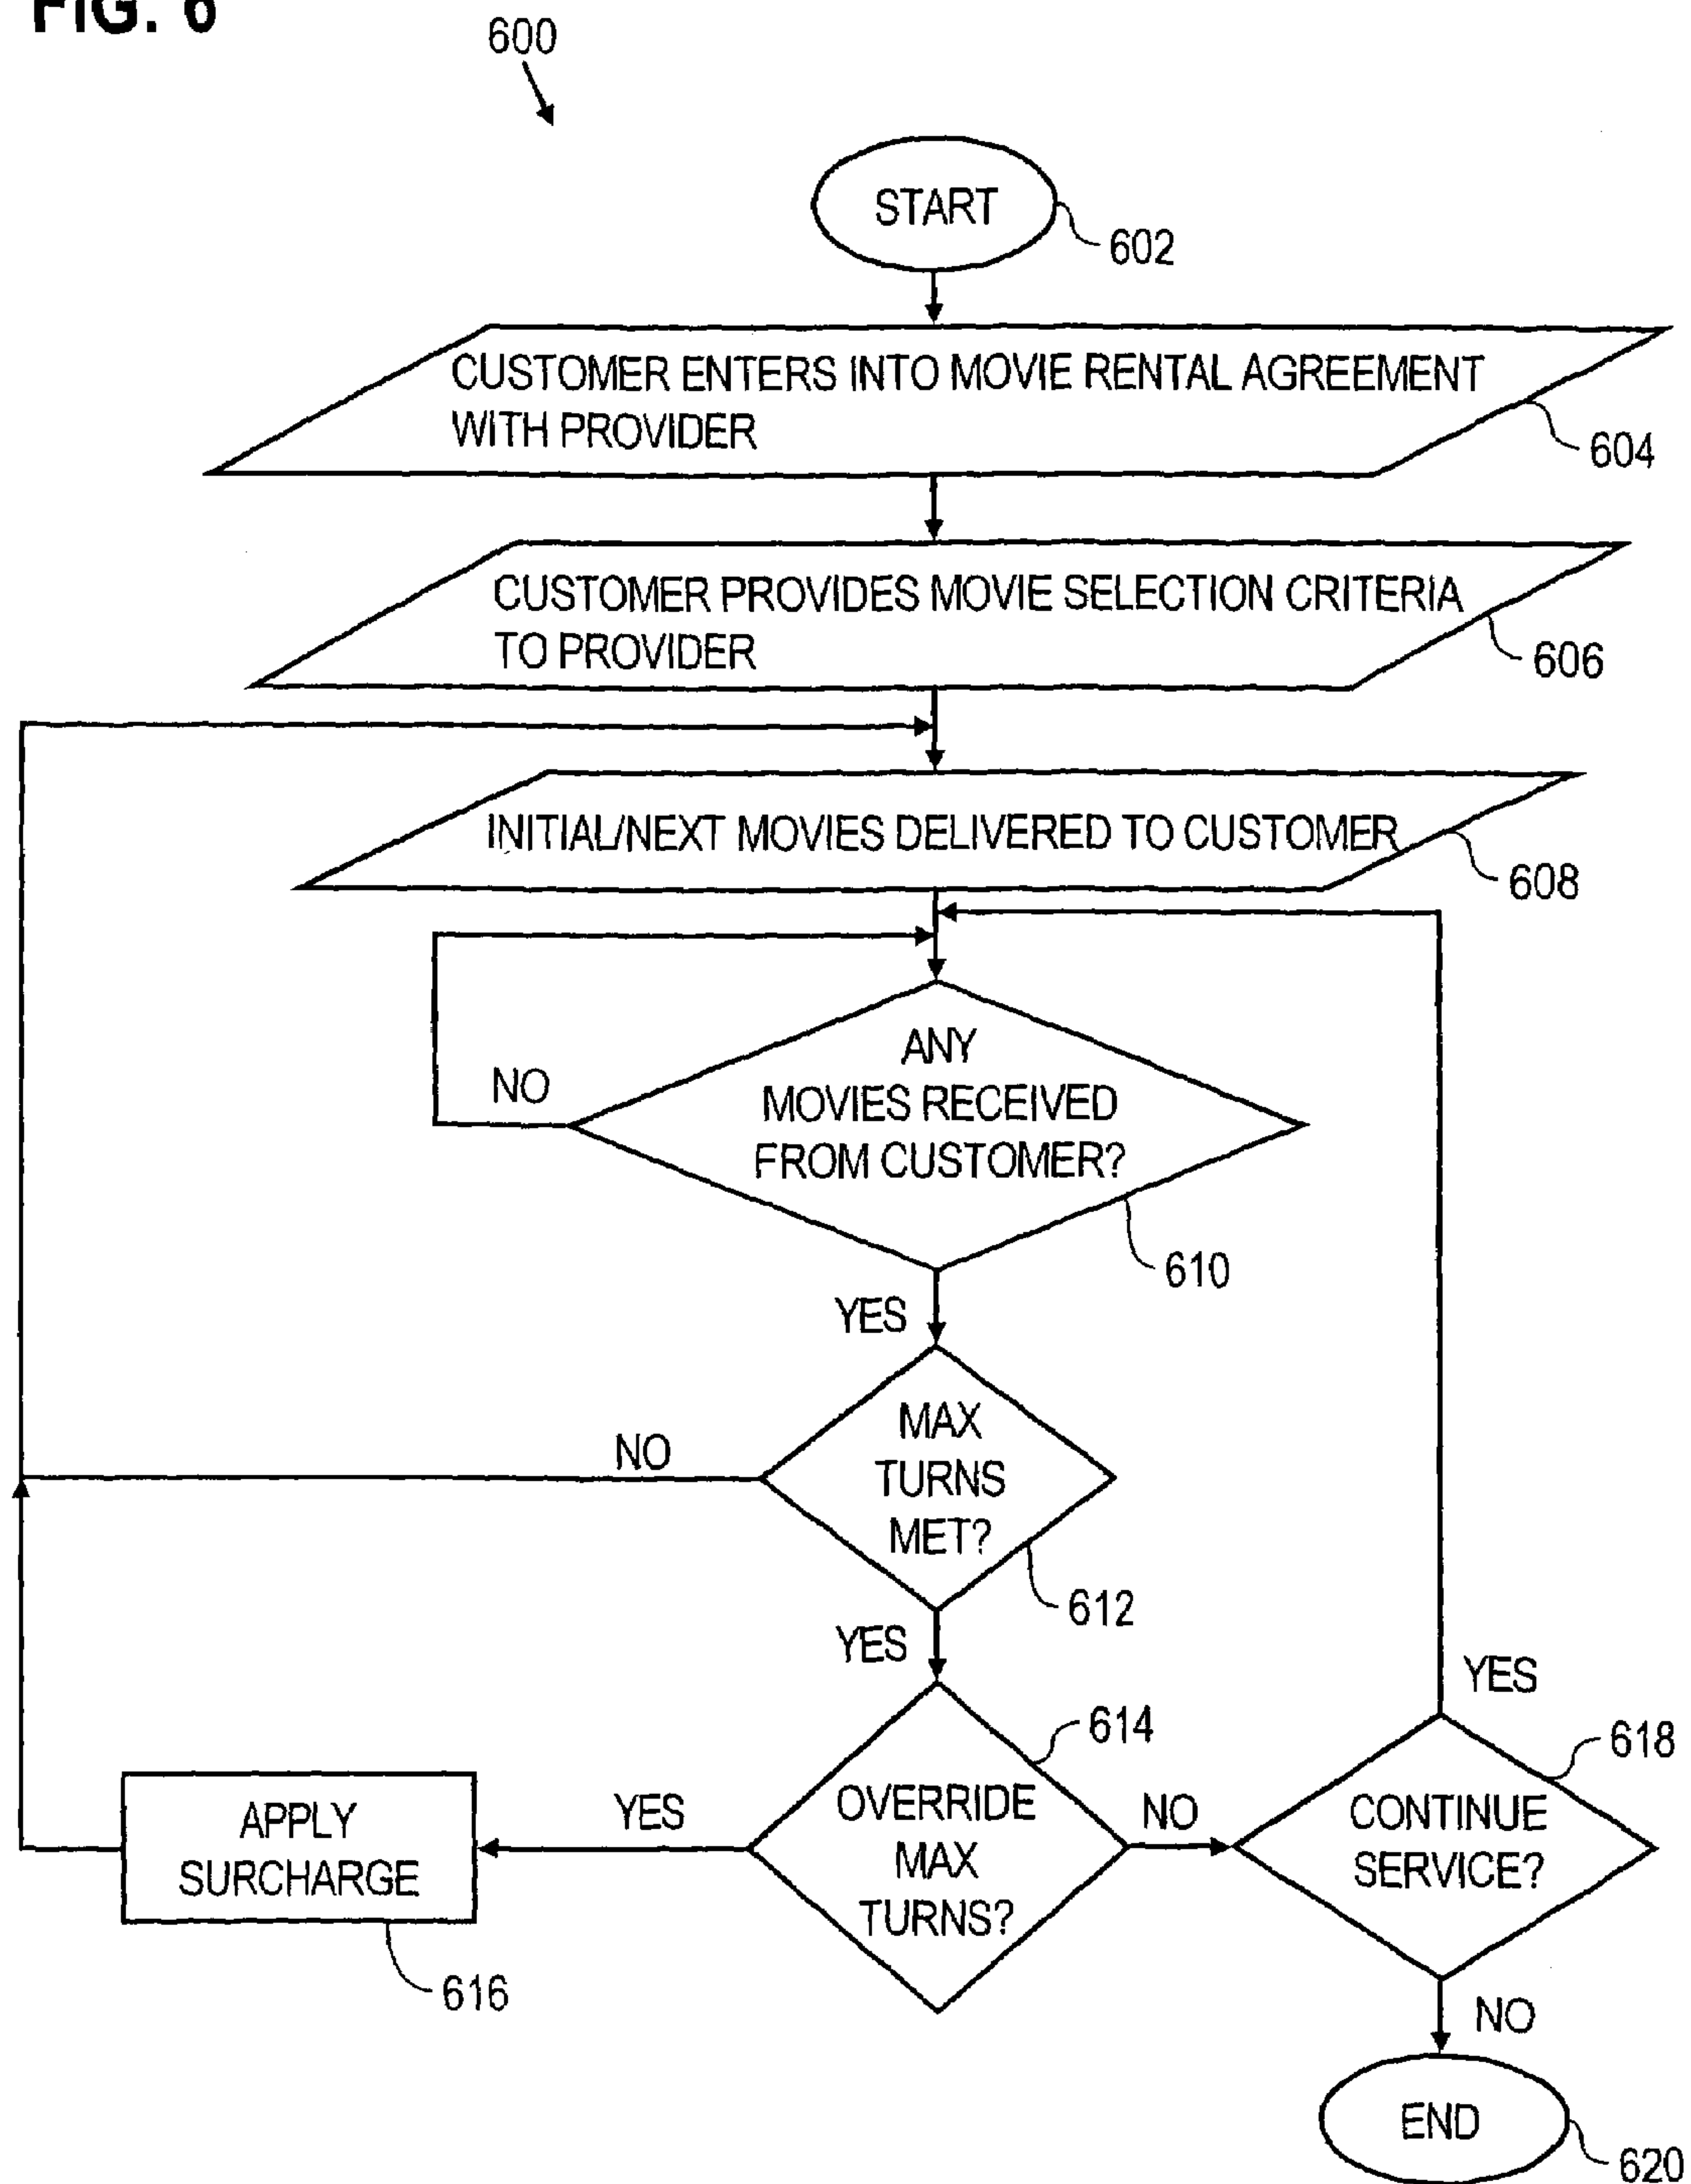 FIG. 6
600
START
602
CUSTOMER ENTERS INTO MOVIE RENTAL AGREEMENT
WITH PROVIDER
604
CUSTOMER PROVIDES MOVIE SELECTION CRITERIA
TO PROVIDER
606
INITIAL/NEXT MOVIES DELIVERED TO CUSTOMER
608
ANY
MOVIES RECEIVED
FROM CUSTOMER?
NO
610
YES
MAX
TURNS
MET?
NO
612
YES
614
OVERRIDE
MAX
TURNS?
YES
NO
APPLY
SURCHARGE
616
YES
618
CONTINUE
SERVICE?
NO
END
620